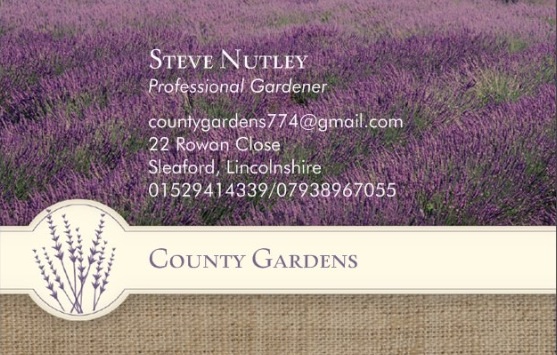 Steve Nutley
Professional Gardener
countygardens774@gmail.com
22 Rowan Close
Sleaford, Lincolnshire
01529414339/07938967055
County Gardens